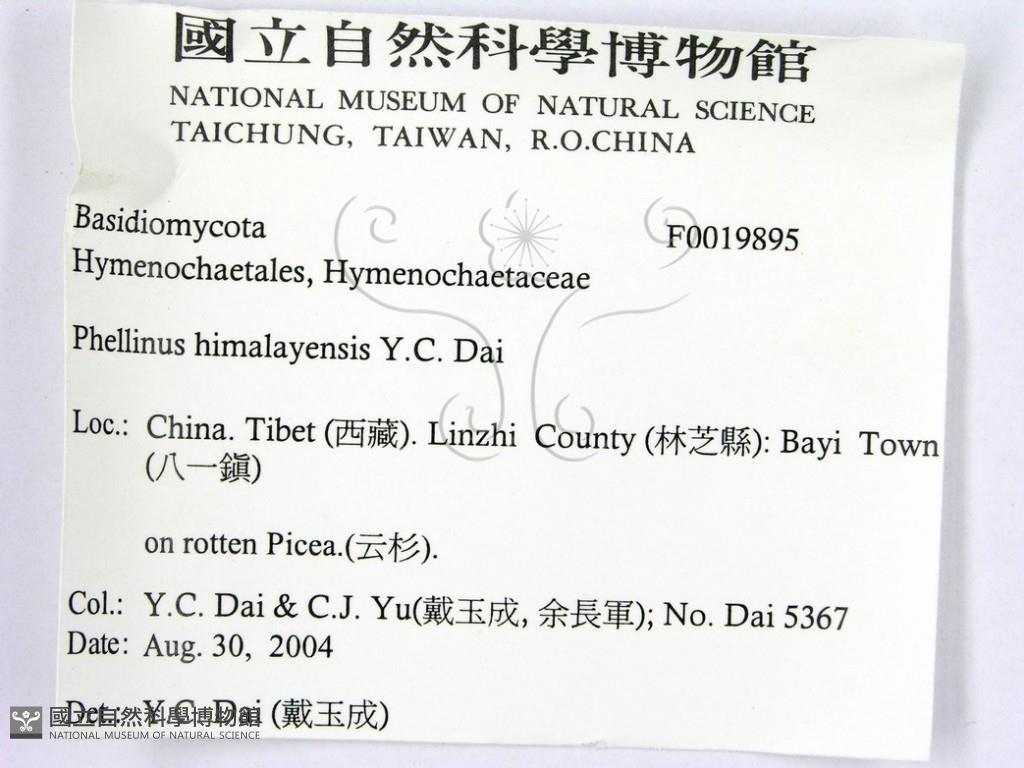 國立自然科學博物館
NATIONAL MUSEUM OF NATURAL SCIENCE
TAICHUNG, TAIWAN, R.O.CHINA
Basidiomycota F0019895
Hymenochaetales, Hymenochaetaceae
Phellinus himalayensis Y.C. Dai
Loc.: China. Tibet (西藏). Linzhi County (林芝縣): Bayi Town
(八一鎭)
on rotten Picea.(云杉).
Col.: Y.C. Dai & C.J. Yu(戴玉成, 余長軍); No. Dai 5367
Date: Aug. 30, 2004
Det.: Y.C. Dai (戴玉成)
國立自然科學博物館
NATIONAL MUSEUM OF NATURAL SCIENCE